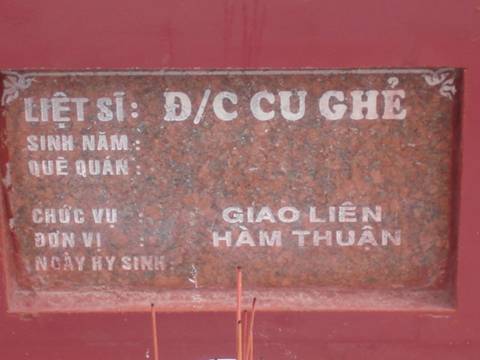 LIỆT SĨ: Đ/C CU GHẺ
SINH NĂM :
QUÊ QUÁN :
CHỨC VỤ : GIAO LIÊN
ĐƠN VỊ : HÀM THUẬN
NGÀY HY SINH :